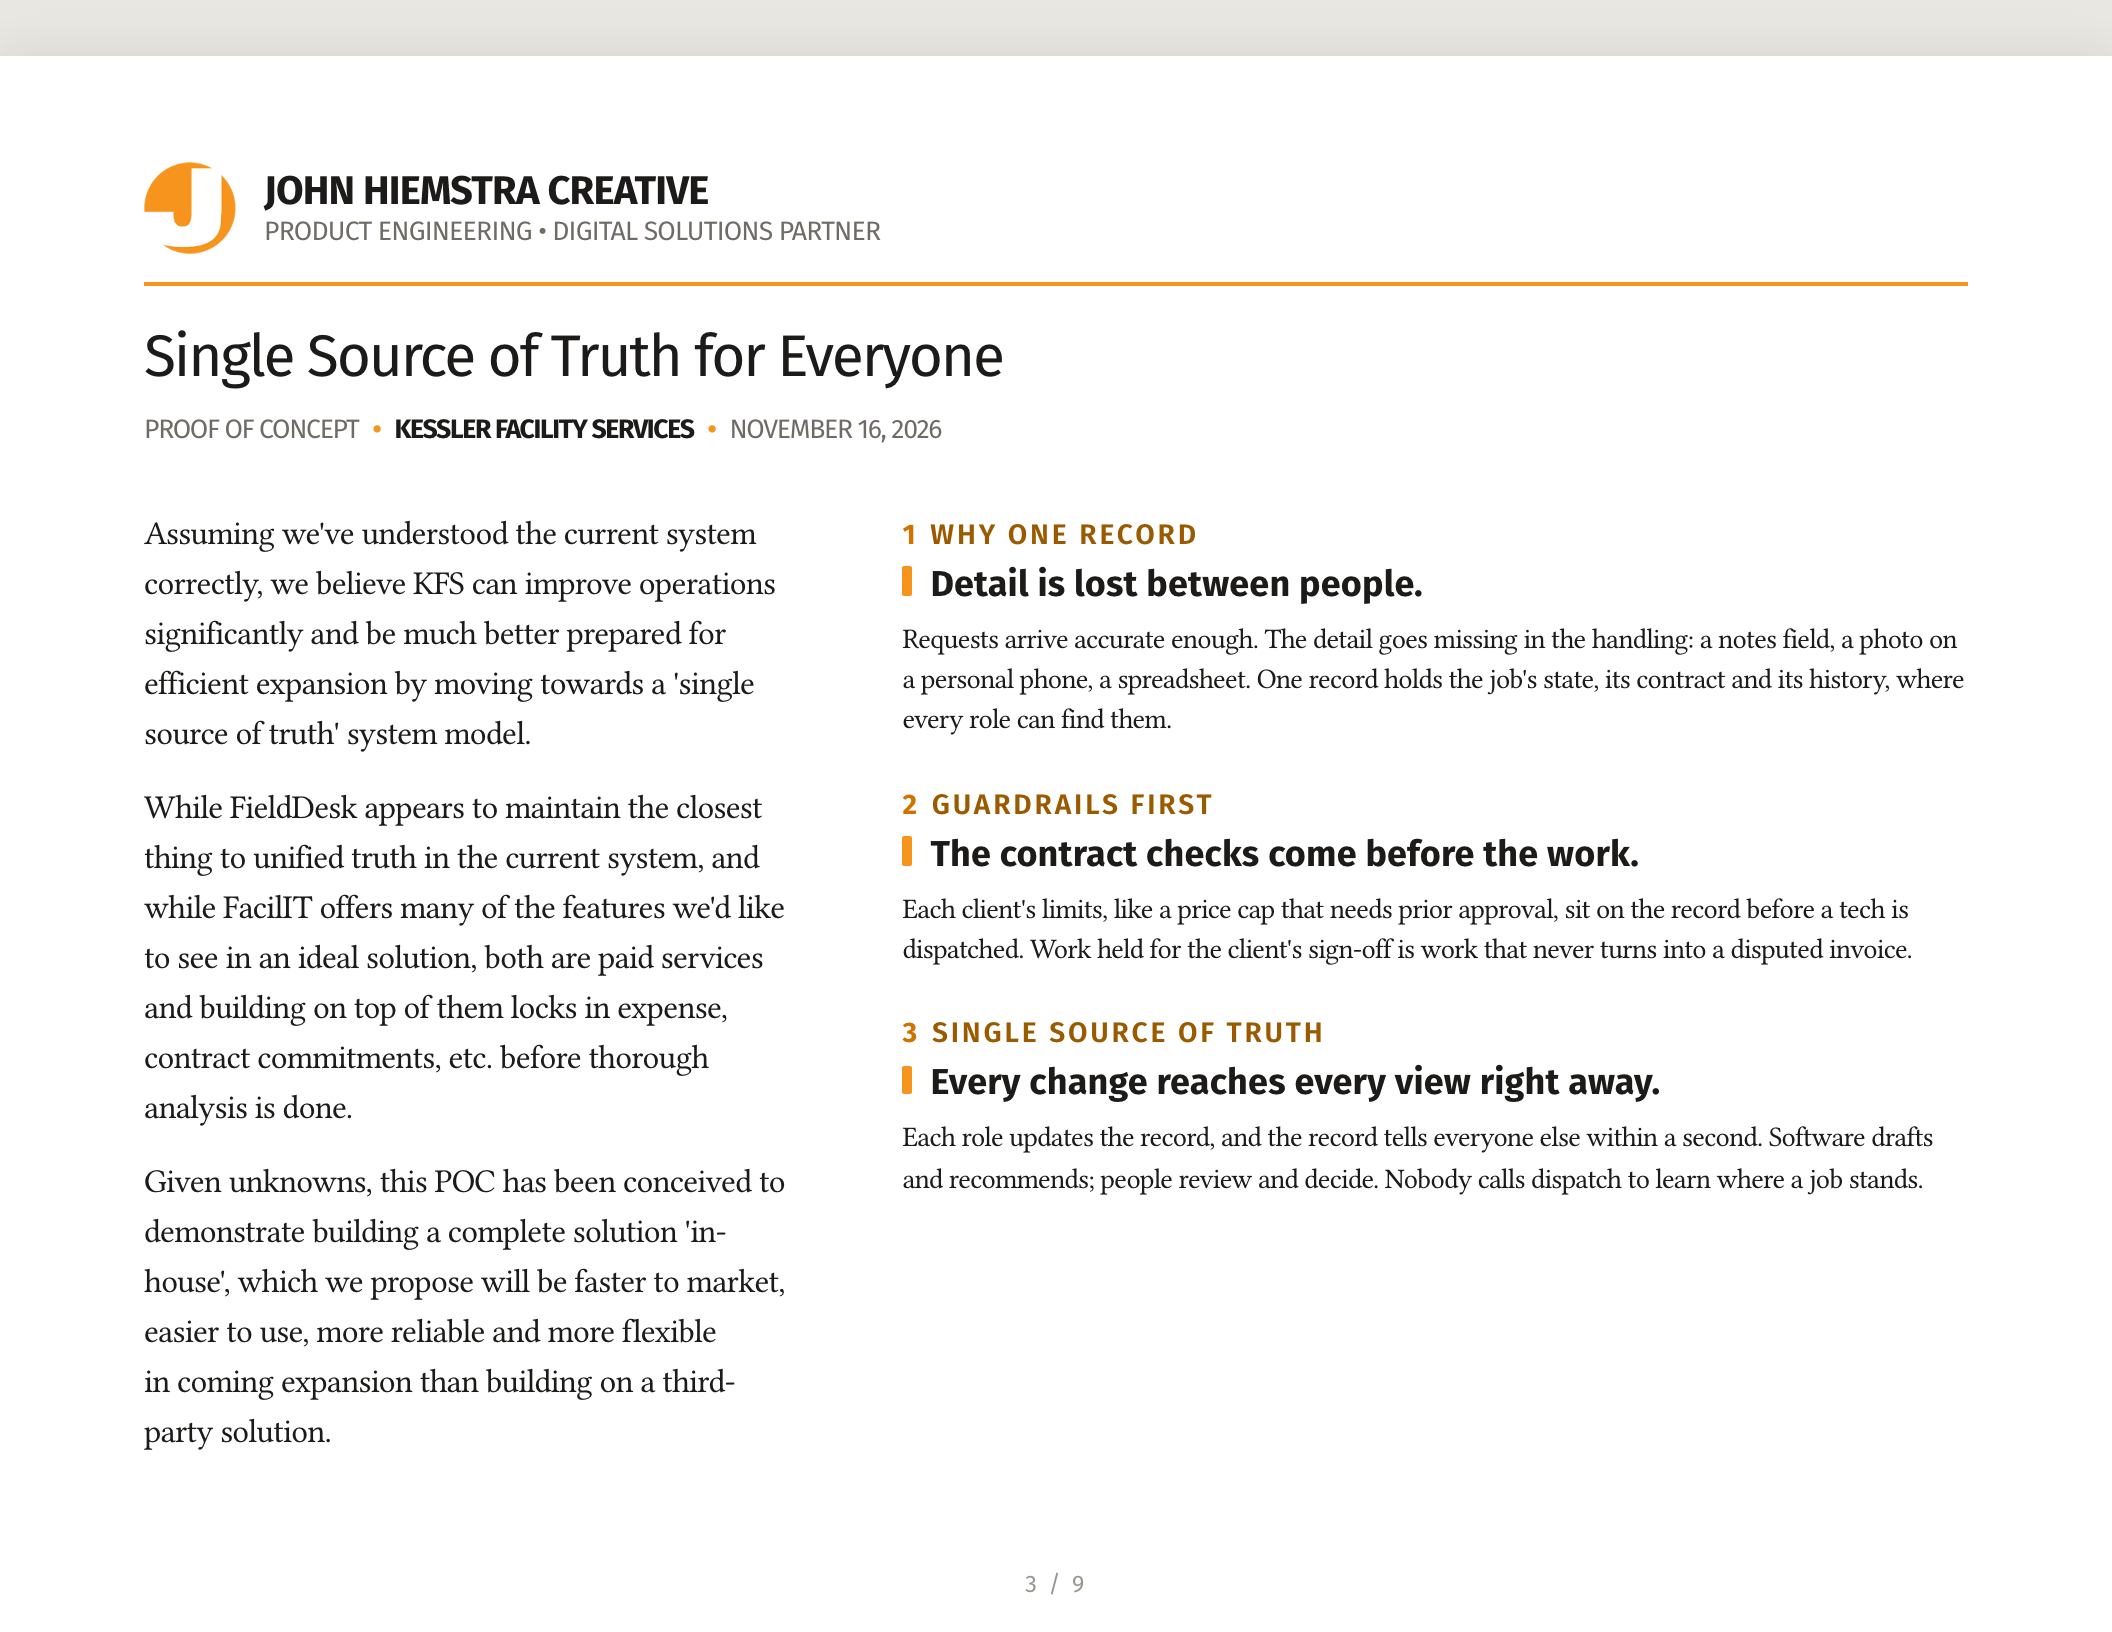 J
JOHN HIEMSTRA CREATIVE
PRODUCT ENGINEERING • DIGITAL SOLUTIONS PARTNER
Single Source of Truth for Everyone
PROOF OF CONCEPT • KESSLER FACILITY SERVICES • NOVEMBER 16, 2026
Assuming we've understood the current system
correctly, we believe KFS can improve operations
significantly and be much better prepared for
efficient expansion by moving towards a 'single
source of truth' system model.
While FieldDesk appears to maintain the closest
thing to unified truth in the current system, and
while FacilIT offers many of the features we'd like
to see in an ideal solution, both are paid services
and building on top of them locks in expense,
contract commitments, etc. before thorough
analysis is done.
Given unknowns, this POC has been conceived to
demonstrate building a complete solution 'in-
house', which we propose will be faster to market,
easier to use, more reliable and more flexible
in coming expansion than building on a third-
party solution.
1 WHY ONE RECORD
Detail is lost between people.
Requests arrive accurate enough. The detail goes missing in the handling: a notes field, a photo on
a personal phone, a spreadsheet. One record holds the job's state, its contract and its history, where
every role can find them.
2 GUARDRAILS FIRST
The contract checks come before the work.
Each client's limits, like a price cap that needs prior approval, sit on the record before a tech is
dispatched. Work held for the client's sign-off is work that never turns into a disputed invoice.
3 SINGLE SOURCE OF TRUTH
Every change reaches every view right away.
Each role updates the record, and the record tells everyone else within a second. Software drafts
and recommends; people review and decide. Nobody calls dispatch to learn where a job stands.
3 / 9